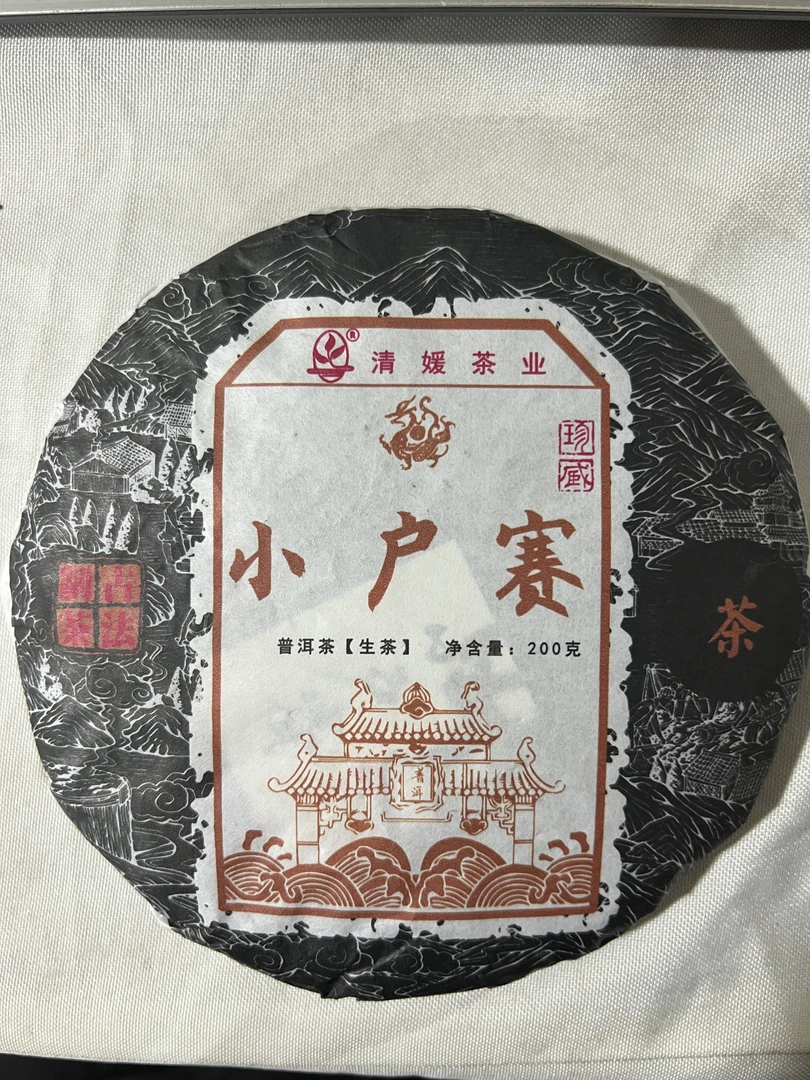 ®
清媛茶业
珍藏
小户赛
普洱茶【生茶】 净含量：200克
普洱
古法
制茶
茶